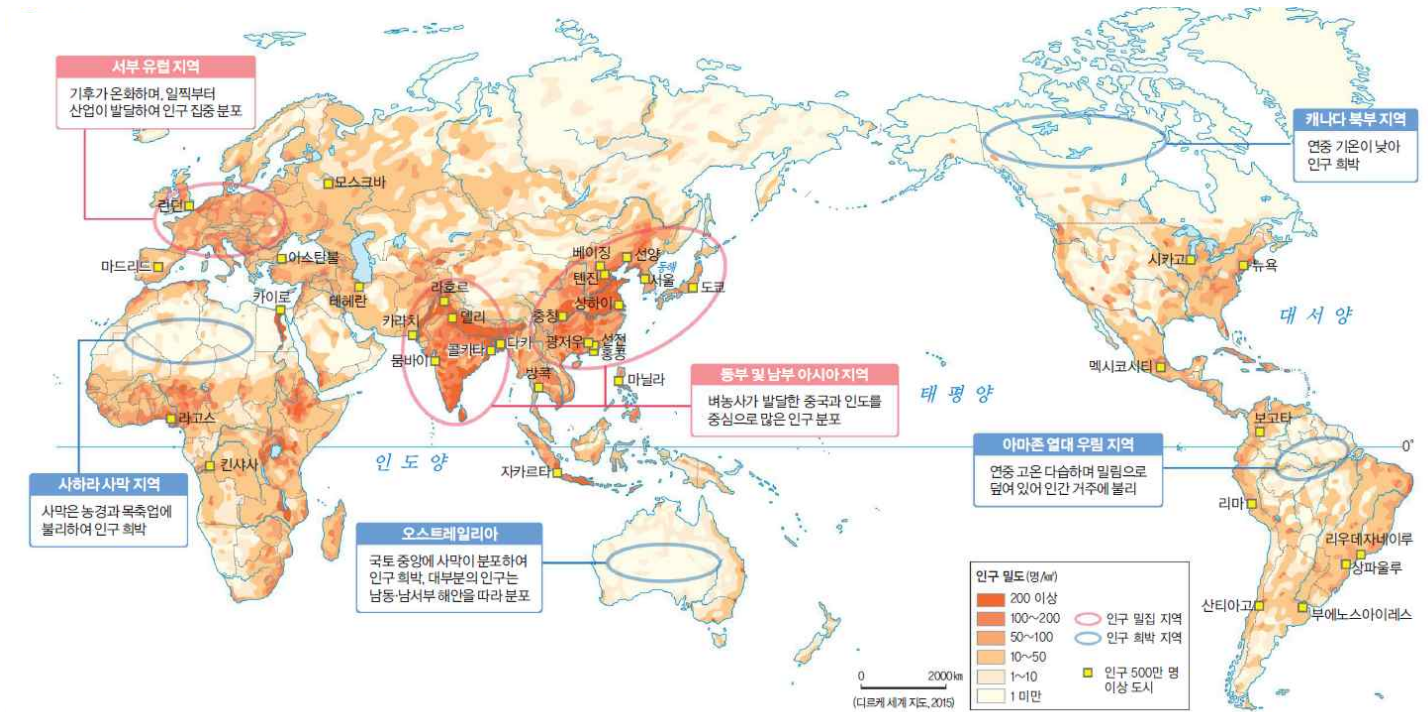 서부 유럽 지역
기후가 온화하며, 일찍부터
산업이 발달하여 인구 집중 분포
캐나다 북부 지역
연중 기온이 낮아
인구 희박
모스크바
런던
마드리드
이스탄불
카이로
테헤란
라호르
카라치
델리
뭄바이
콜카타
다카
베이징
선양
톈진
동해
서울
도쿄
상하이
충칭
광저우
선전
홍콩
방콕
마닐라
시카고
뉴욕
대서양
멕시코시티
태평양
보고타
동부 및 남부 아시아 지역
벼농사가 발달한 중국과 인도를
중심으로 많은 인구 분포
라고스
킨샤사
인도양
자카르타
0°
아마존 열대 우림 지역
연중 고온 다습하며 밀림으로
덮여 있어 인간 거주에 불리
사하라 사막 지역
사막은 농경과 목축업에
불리하여 인구 희박
오스트레일리아
국토 중앙에 사막이 분포하여
인구 희박, 대부분의 인구는
남동·남서부 해안을 따라 분포
리마
리우데자네이루
상파울루
산티아고
부에노스아이레스
인구 밀도(명/㎢)
200 이상
100~200
50~100
10~50
1~10
1 미만
인구 밀집 지역
인구 희박 지역
인구 500만 명
이상 도시
0 2000km
(디르케 세계 지도, 2015)